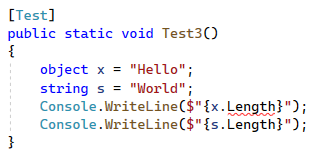 [Test]
public static void Test3()
{
    object x = "Hello";
    string s = "World";
    Console.WriteLine($"{x.Length}");
    Console.WriteLine($"{s.Length}");
}